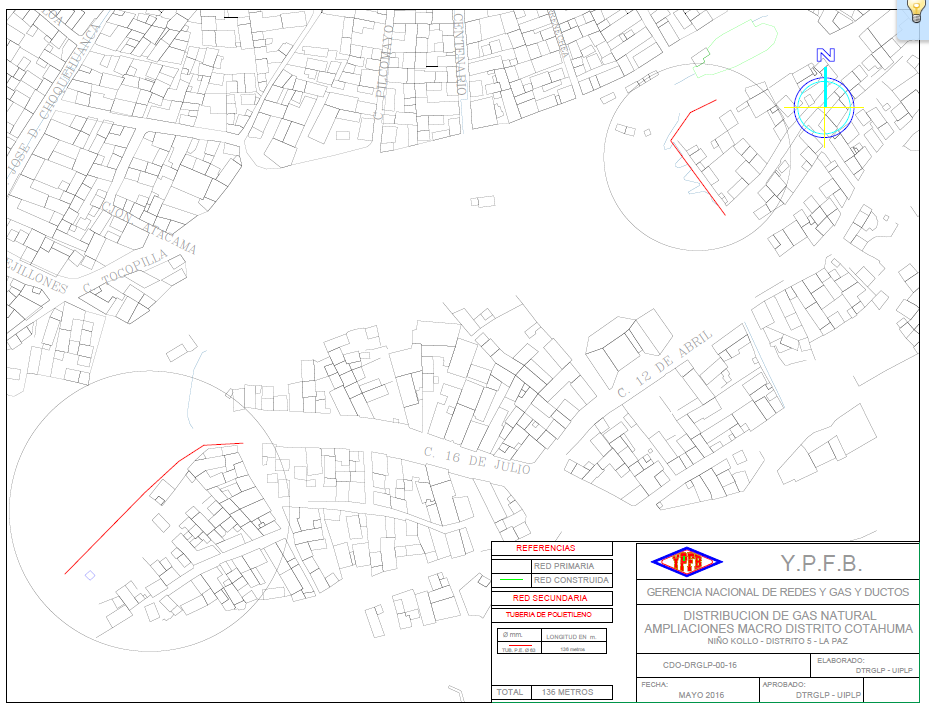 JOSE D. CHOQUEHUANCA
C. PILCOMAYO
CENTENARIO
N
CJON. ATACAMA
EJILLONES
C. TOCOPILLA
C. 12 DE ABRIL
C. 16 DE JULIO
REFERENCIAS
RED PRIMARIA
RED CONSTRUIDA
RED SECUNDARIA
TUBERIA DE POLIETILENO
Ø mm.
LONGITUD EN m.
TUB. P.E. Ø 63
136 metros
TOTAL
136 METROS
YPFB
Y.P.F.B.
GERENCIA NACIONAL DE REDES Y GAS Y DUCTOS
DISTRIBUCION DE GAS NATURAL
AMPLIACIONES MACRO DISTRITO COTAHUMA
NIÑO KOLLO - DISTRITO 5 - LA PAZ
CDO-DRGLP-00-16
ELABORADO:
DTRGLP - UIPLP
FECHA:
MAYO 2016
APROBADO:
DTRGLP - UIPLP